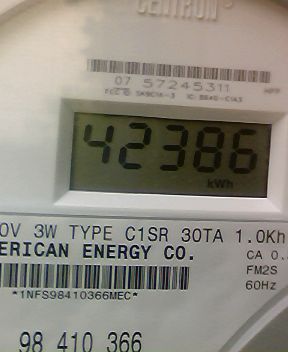 CENTRON®
07 57245311
42386
kWh
0V 3W TYPE C1SR 30TA 1.0Kh
ERICAN ENERGY CO.
CA 0.
FM2S
60Hz
*1NFS98410366MEC*
98 410 366